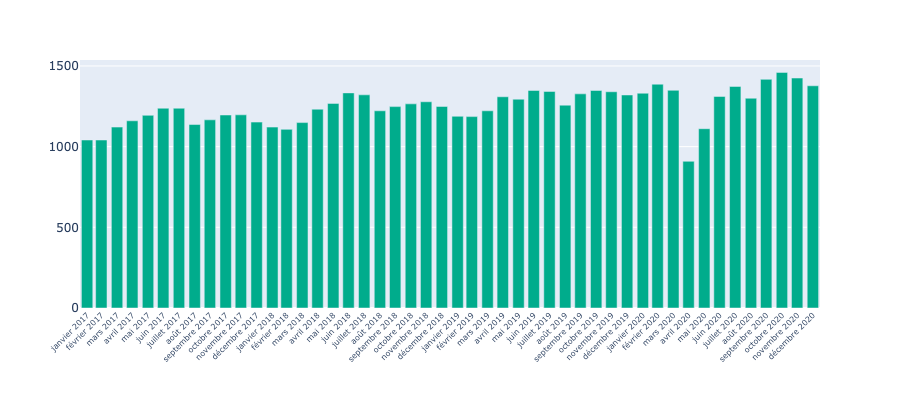 1500
1000
500
0
janvier 2017
février 2017
mars 2017
avril 2017
mai 2017
juin 2017
juillet 2017
août 2017
septembre 2017
octobre 2017
novembre 2017
décembre 2017
janvier 2018
février 2018
mars 2018
avril 2018
mai 2018
juin 2018
juillet 2018
août 2018
septembre 2018
octobre 2018
novembre 2018
décembre 2018
janvier 2019
février 2019
mars 2019
avril 2019
mai 2019
juin 2019
juillet 2019
août 2019
septembre 2019
octobre 2019
novembre 2019
décembre 2019
janvier 2020
février 2020
mars 2020
avril 2020
mai 2020
juin 2020
juillet 2020
août 2020
septembre 2020
octobre 2020
novembre 2020
décembre 2020